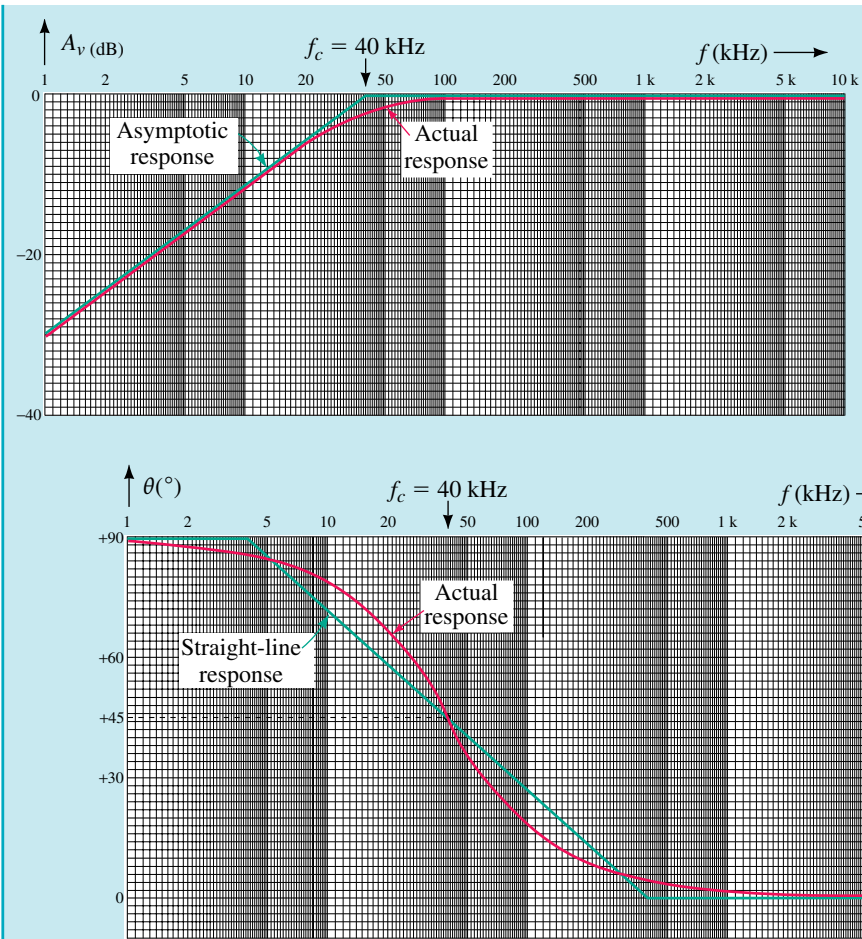 A_v (dB)
f_c = 40 kHz
f (kHz)
1 2 5 10 20 50 100 200 500 1 k 2 k 5 k 10 k
0
Asymptotic
response
Actual
response
–20
–40
θ(°)
f_c = 40 kHz
f (kHz)
1 2 5 10 20 50 100 200 500 1 k 2 k 5
+90
Actual
response
+60
Straight-line
response
+45
+30
0